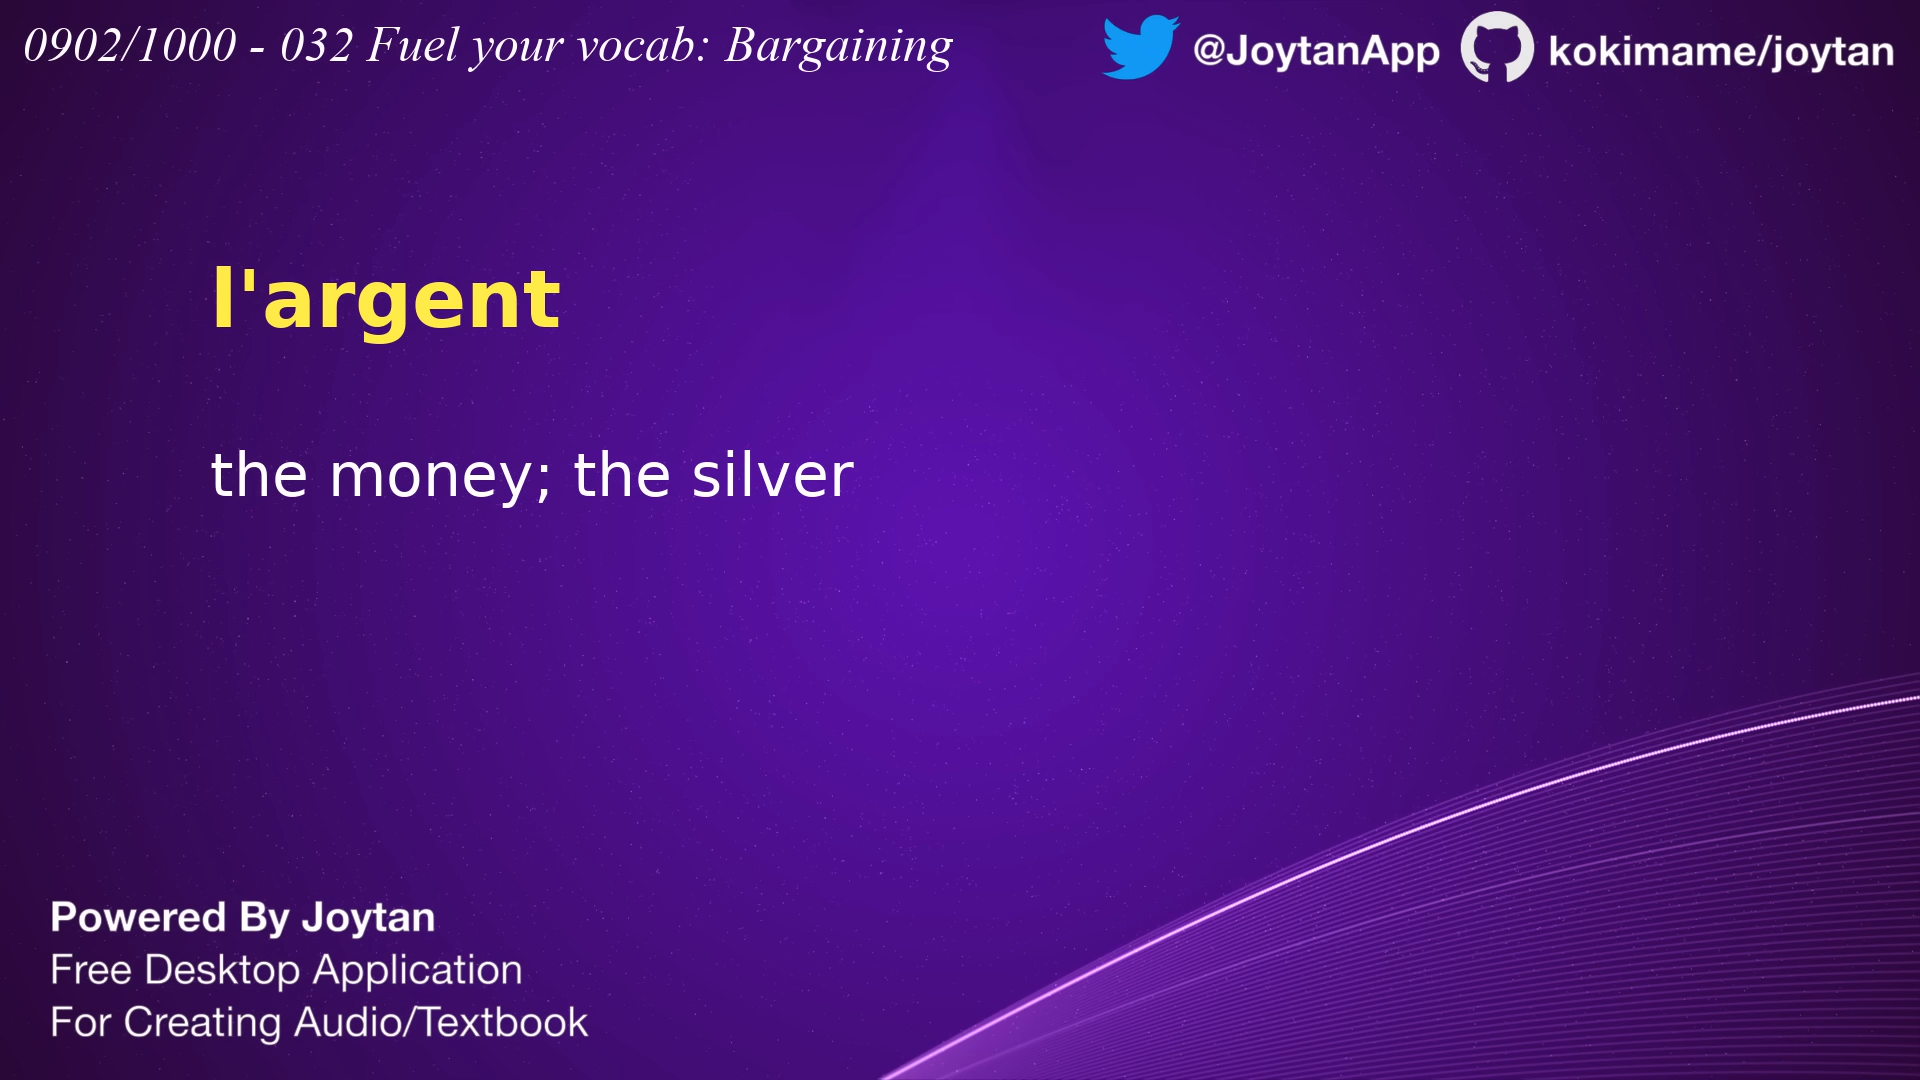 0902/1000 - 032 Fuel your vocab: Bargaining
@JoytanApp
kokimame/joytan
l'argent
the money; the silver
Powered By Joytan
Free Desktop Application
For Creating Audio/Textbook